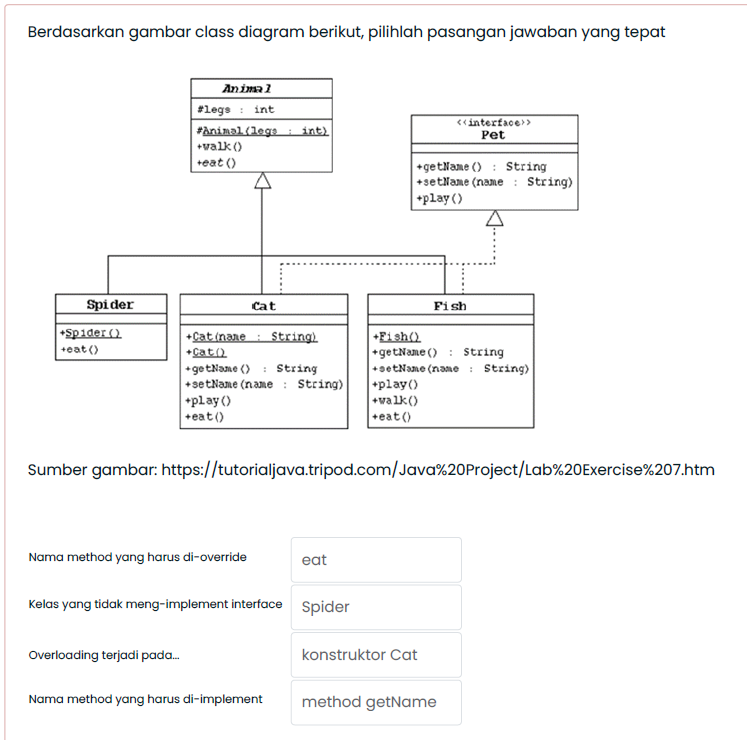 Berdasarkan gambar class diagram berikut, pilihlah pasangan jawaban yang tepat
Animal
#legs : int
#Animal(legs : int)
+walk()
+eat()
<<interface>>
Pet
+getName() : String
+setName(name : String)
+play()
Spider
+Spider()
+eat()
Cat
+Cat(name : String)
+Cat()
+getName() : String
+setName(name : String)
+play()
+eat()
Fish
+Fish()
+getName() : String
+setName(name : String)
+play()
+walk()
+eat()
Sumber gambar: https://tutorialjava.tripod.com/Java%20Project/Lab%20Exercise%207.htm
Nama method yang harus di-override
eat
Kelas yang tidak meng-implement interface
Spider
Overloading terjadi pada...
konstruktor Cat
Nama method yang harus di-implement
method getName